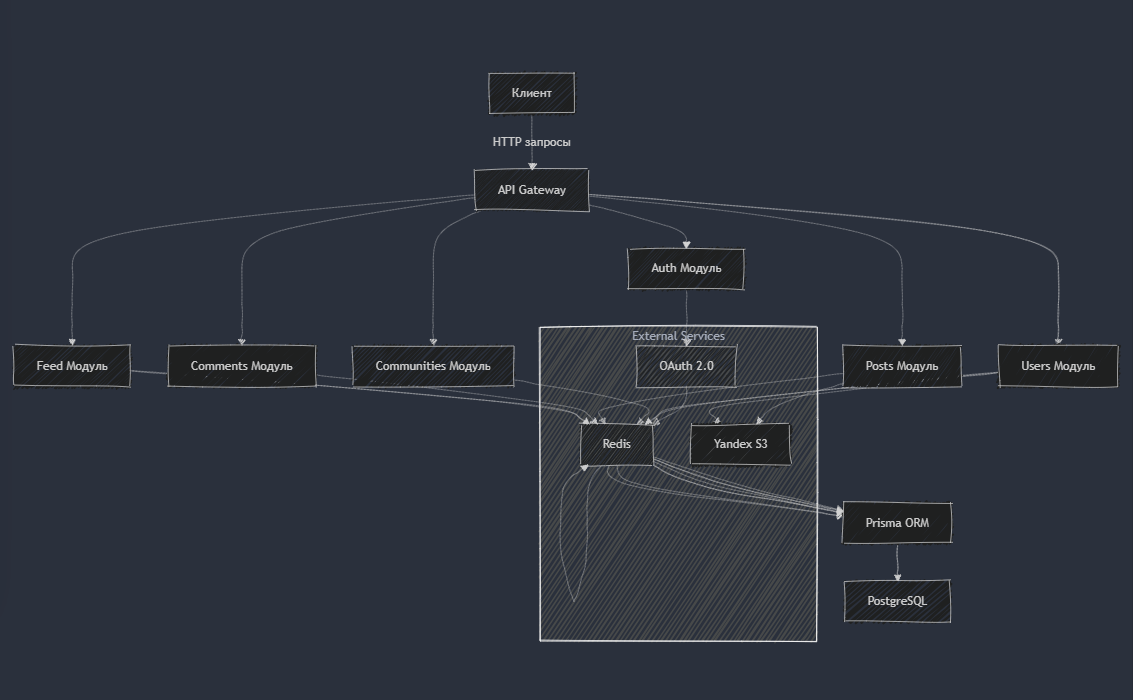 Клиент
HTTP запросы
API Gateway
Auth Модуль
External Services
Feed Модуль
Comments Модуль
Communities Модуль
OAuth 2.0
Posts Модуль
Users Модуль
Redis
Yandex S3
Prisma ORM
PostgreSQL